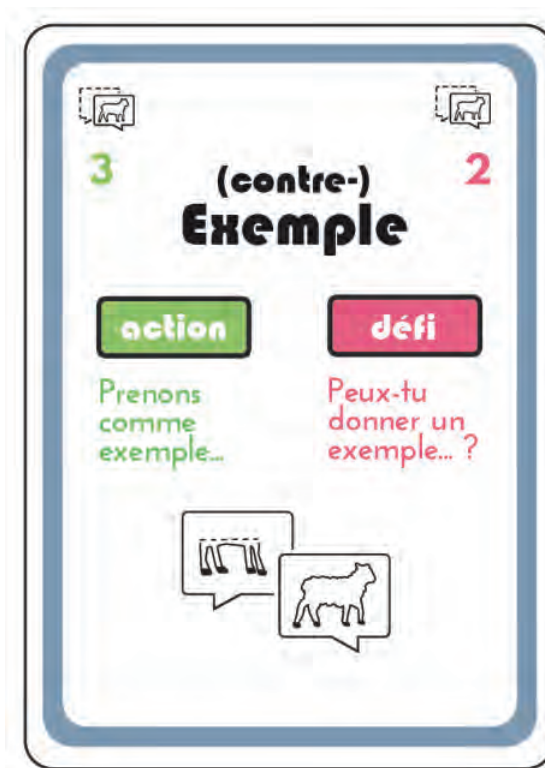 3
2
(contre-)
Exemple
action
défi
Prenons
comme
exemple...
Peux-tu
donner un
exemple... ?